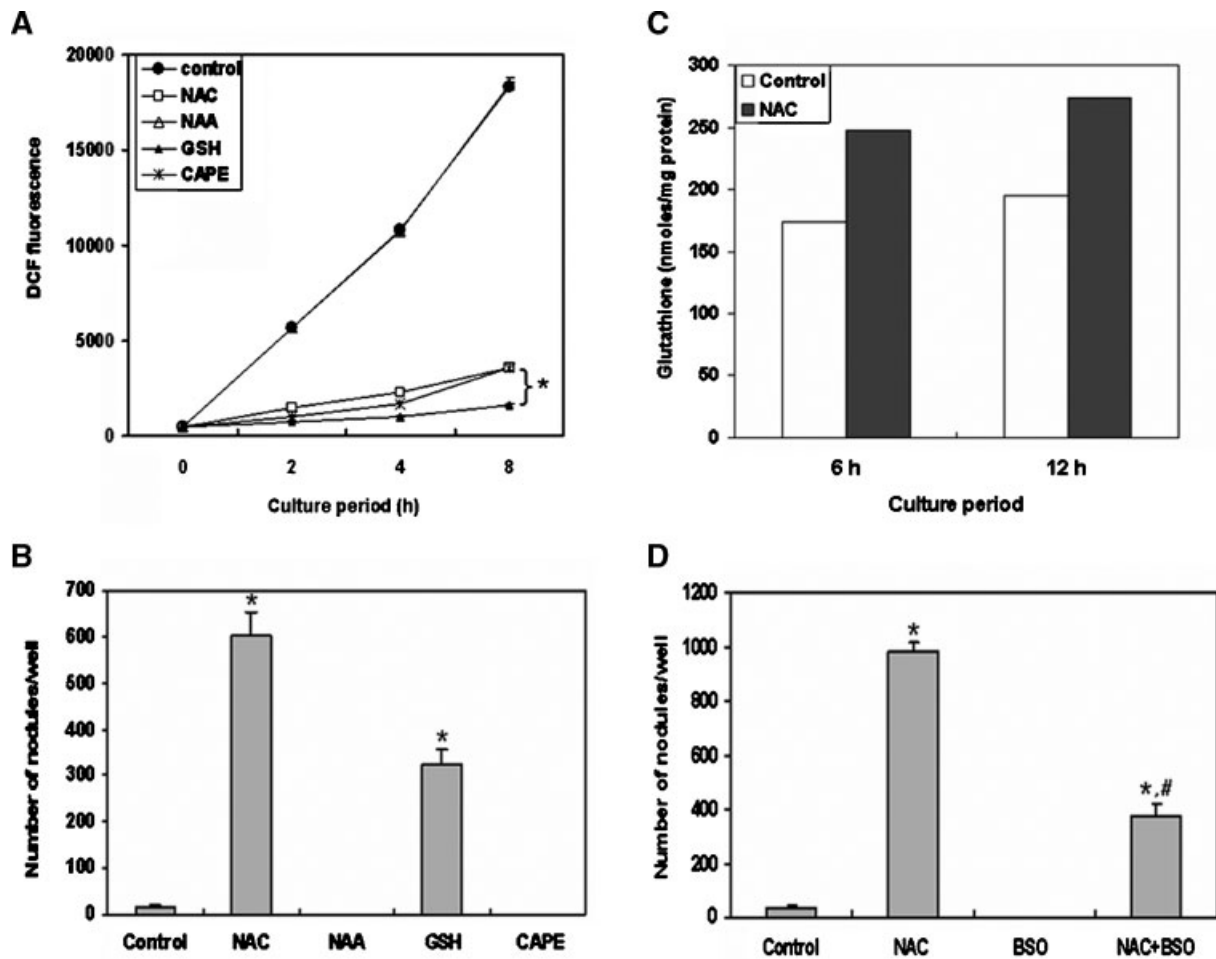 A
20000
15000
10000
5000
0
DCF fluorescence
control
NAC
NAA
GSH
CAPE
*
0 2 4 8
Culture period (h)
C
300
250
200
150
100
50
0
Glutathione (nmoles/mg protein)
Control
NAC
6 h 12 h
Culture period
B
700
600
500
400
300
200
100
0
Number of nodules/well
*
*
Control NAC NAA GSH CAPE
D
1200
1000
800
600
400
200
0
Number of nodules/well
*
*,#
Control NAC BSO NAC+BSO